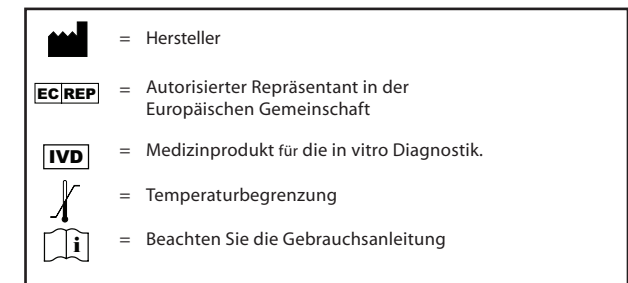 = Hersteller
EC REP = Autorisierter Repräsentant in der
Europäischen Gemeinschaft
IVD = Medizinprodukt für die in vitro Diagnostik.
= Temperaturbegrenzung
i = Beachten Sie die Gebrauchsanleitung